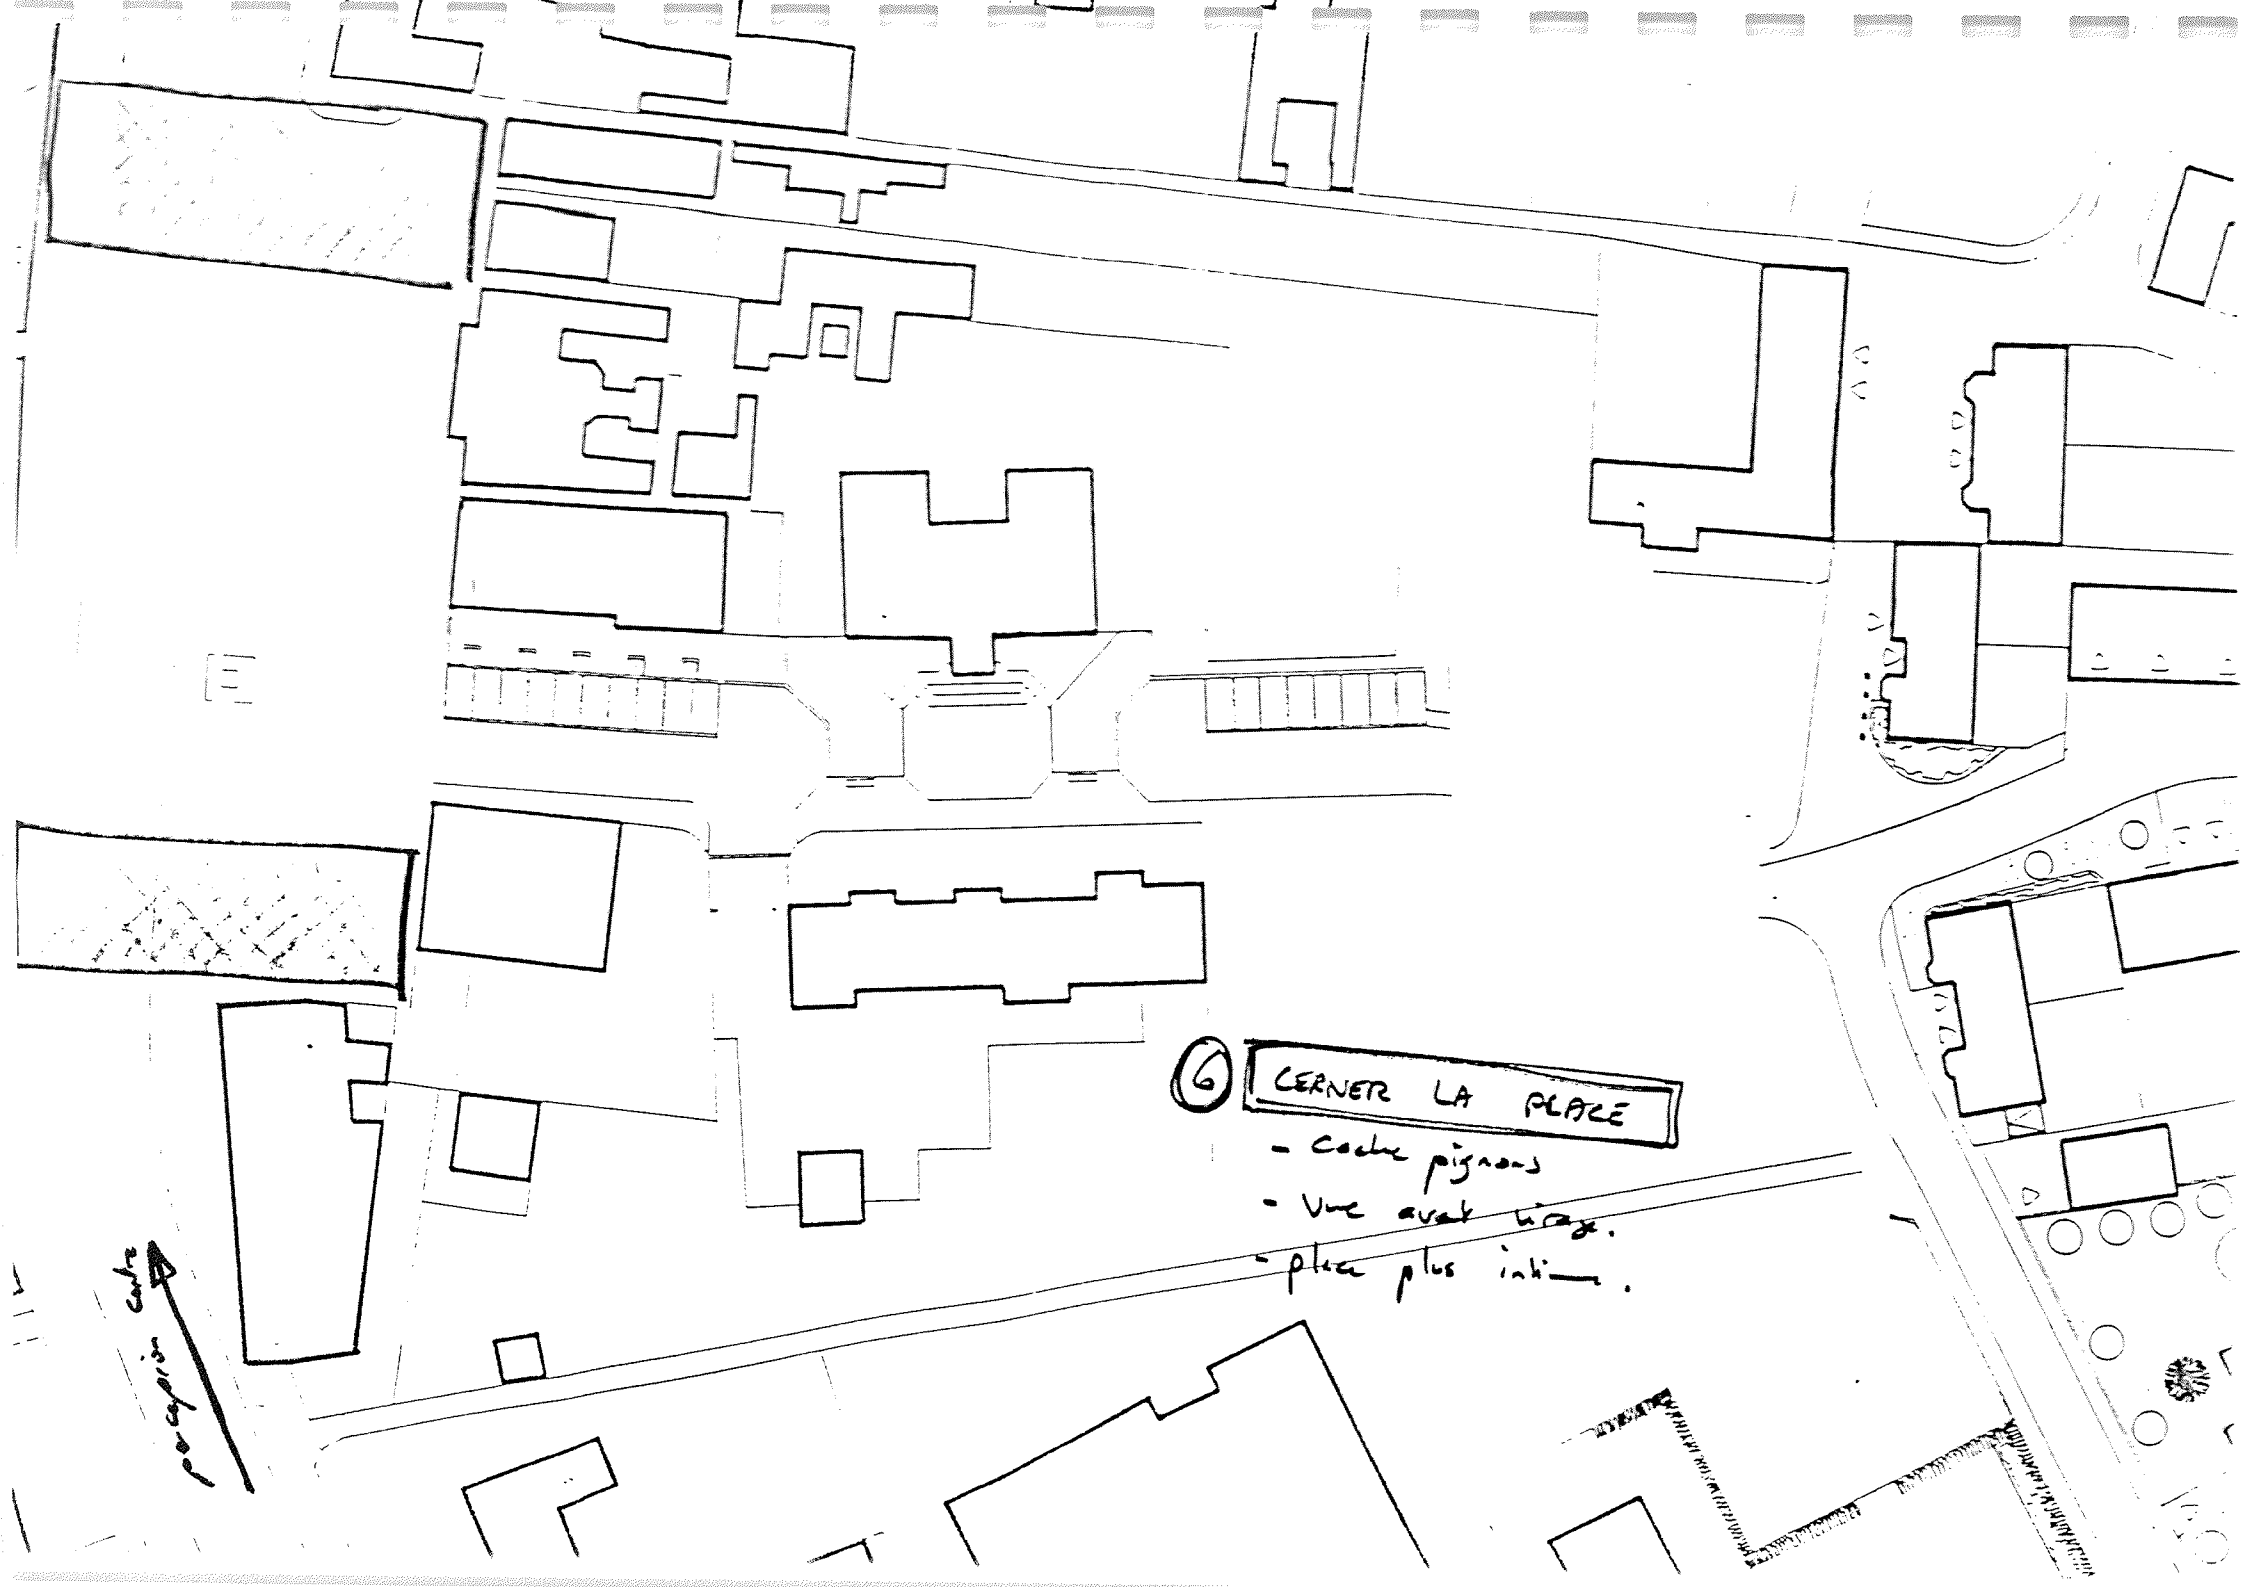 6 CERNER LA PLACE
- Cache pignons
- Vue avant virage.
- place plus intime.
perception centre